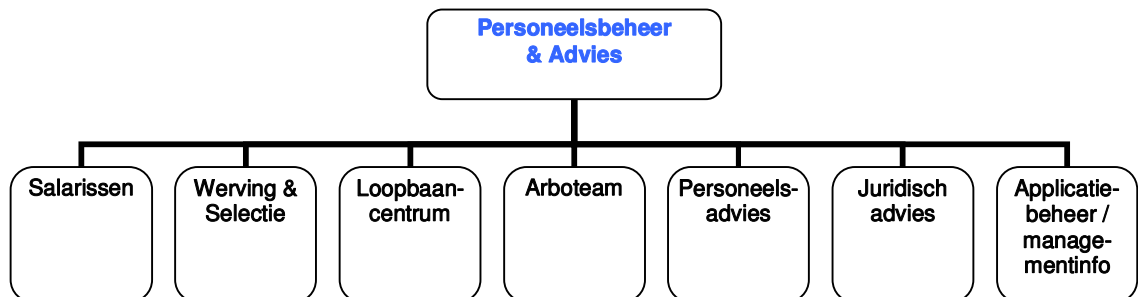 Personeelsbeheer
& Advies
Salarissen
Werving &
Selectie
Loopbaan-
centrum
Arboteam
Personeels-
advies
Juridisch
advies
Applicatie-
beheer /
manage-
mentinfo